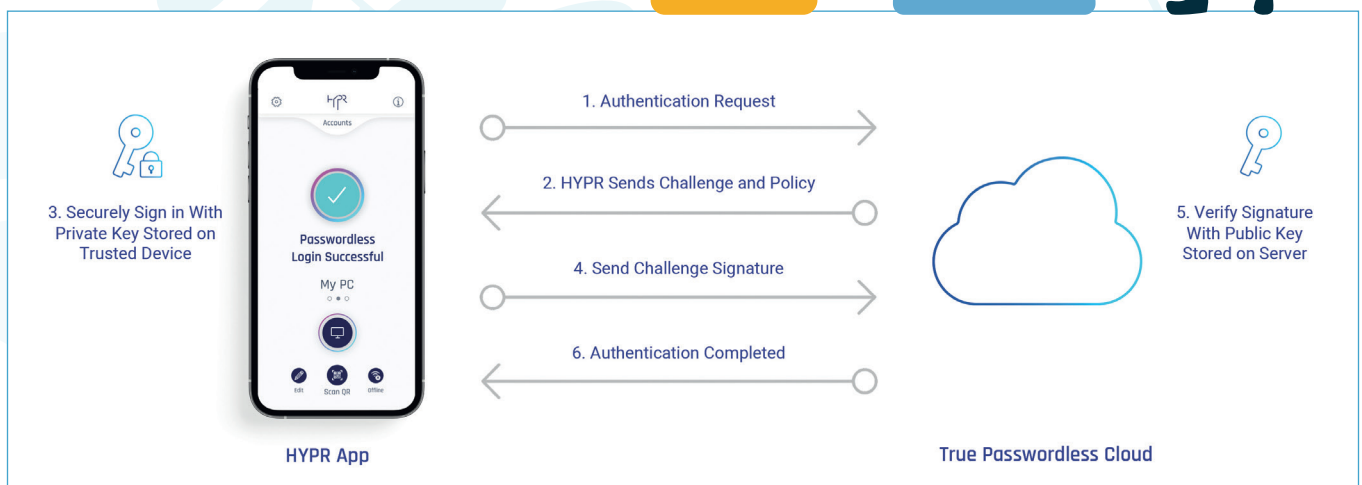 1. Authentication Request
2. HYPR Sends Challenge and Policy
3. Securely Sign in With
Private Key Stored on
Trusted Device
4. Send Challenge Signature
5. Verify Signature
With Public Key
Stored on Server
6. Authentication Completed
HYPR
Accounts
Passwordless
Login Successful
My PC
Edit
Scan QR
Offline
HYPR App
True Passwordless Cloud